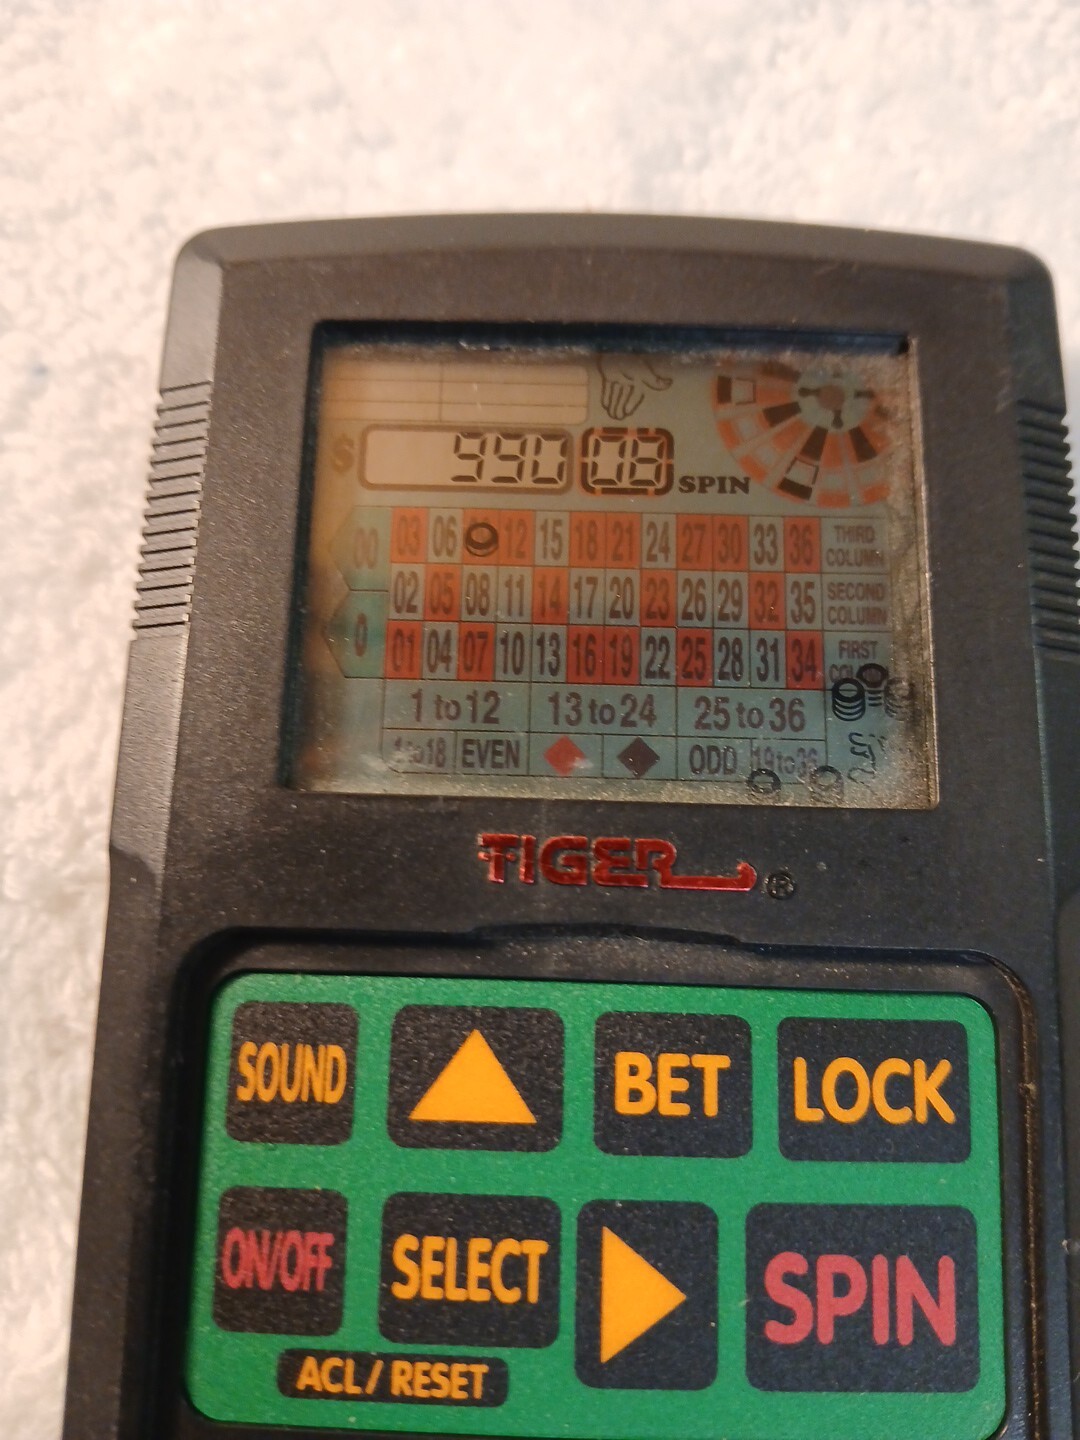 $ 990 08 SPIN
00 03 06 12 15 18 21 24 27 30 33 36 THIRD COLUMN
02 05 08 11 14 17 20 23 26 29 32 35 SECOND COLUMN
0 01 04 07 10 13 16 19 22 25 28 31 34 FIRST
1 to 12 13 to 24 25 to 36
1 to 18 EVEN ODD 19 to 36
TIGER ®
SOUND BET LOCK
ON/OFF SELECT SPIN
ACL/RESET